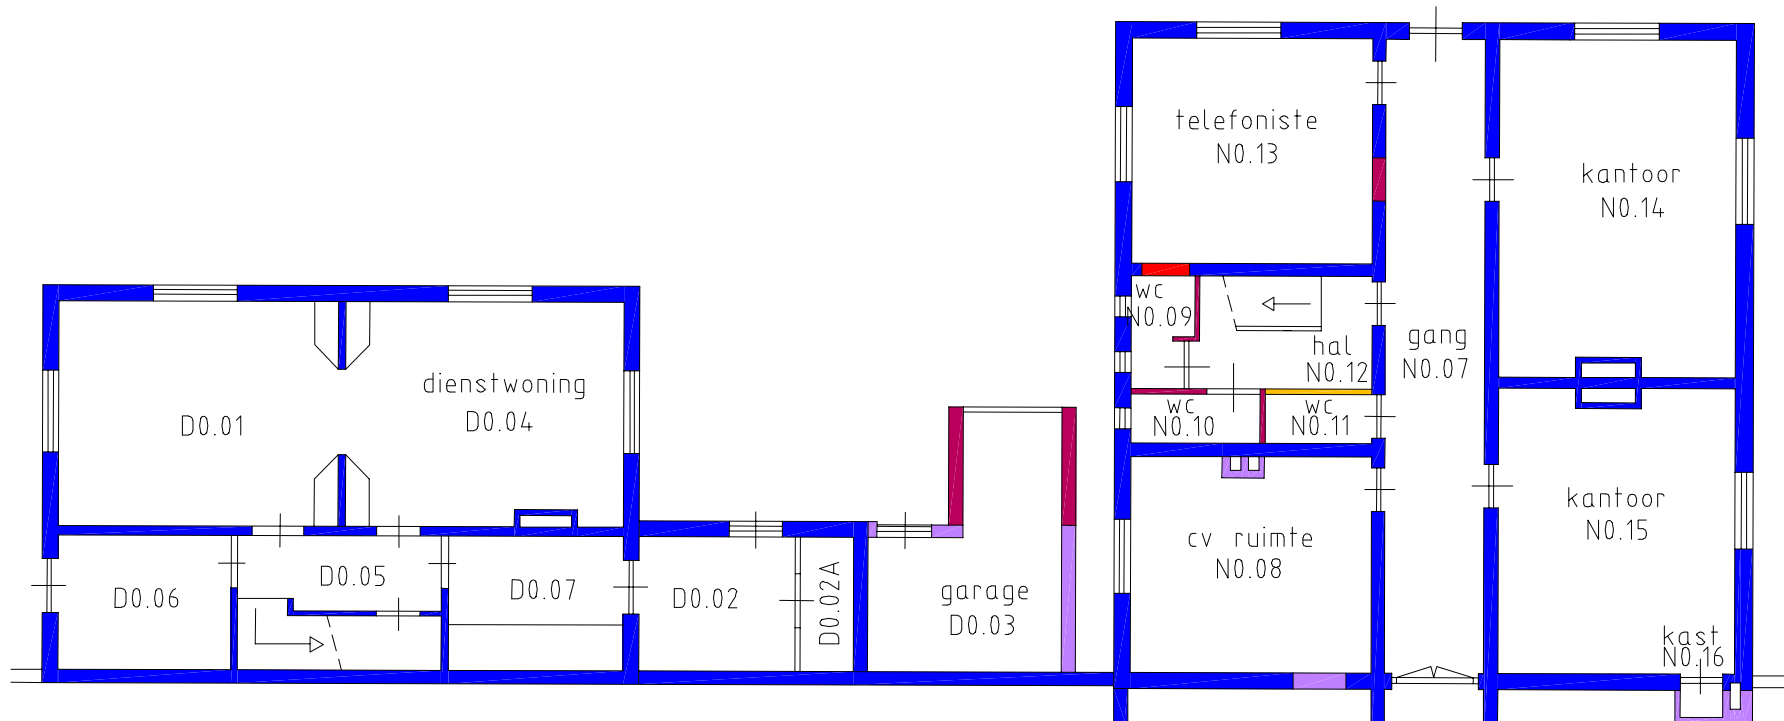 telefoniste
N0.13
kantoor
N0.14
wc
N0.09
hal
N0.12
gang
N0.07
wc
N0.10
wc
N0.11
dienstwoning
D0.04
D0.01
kantoor
N0.15
cv ruimte
N0.08
D0.06
D0.05
D0.07
D0.02
D0.02A
garage
D0.03
kast
N0.16